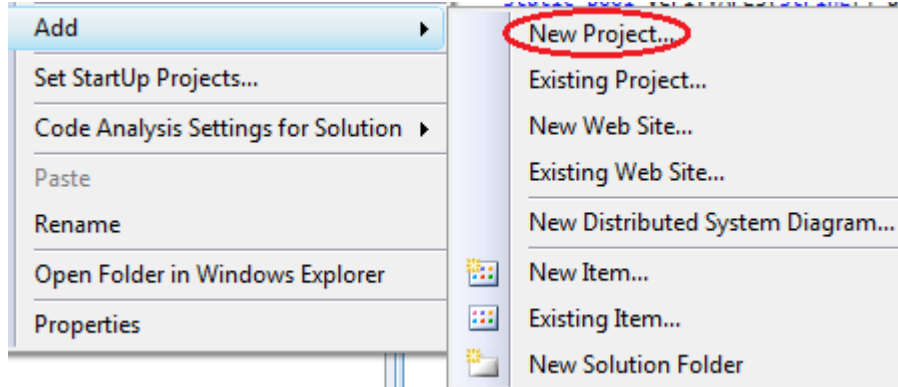 Add
Set StartUp Projects...
Code Analysis Settings for Solution
Paste
Rename
Open Folder in Windows Explorer
Properties
New Project...
Existing Project...
New Web Site...
Existing Web Site...
New Distributed System Diagram...
New Item...
Existing Item...
New Solution Folder